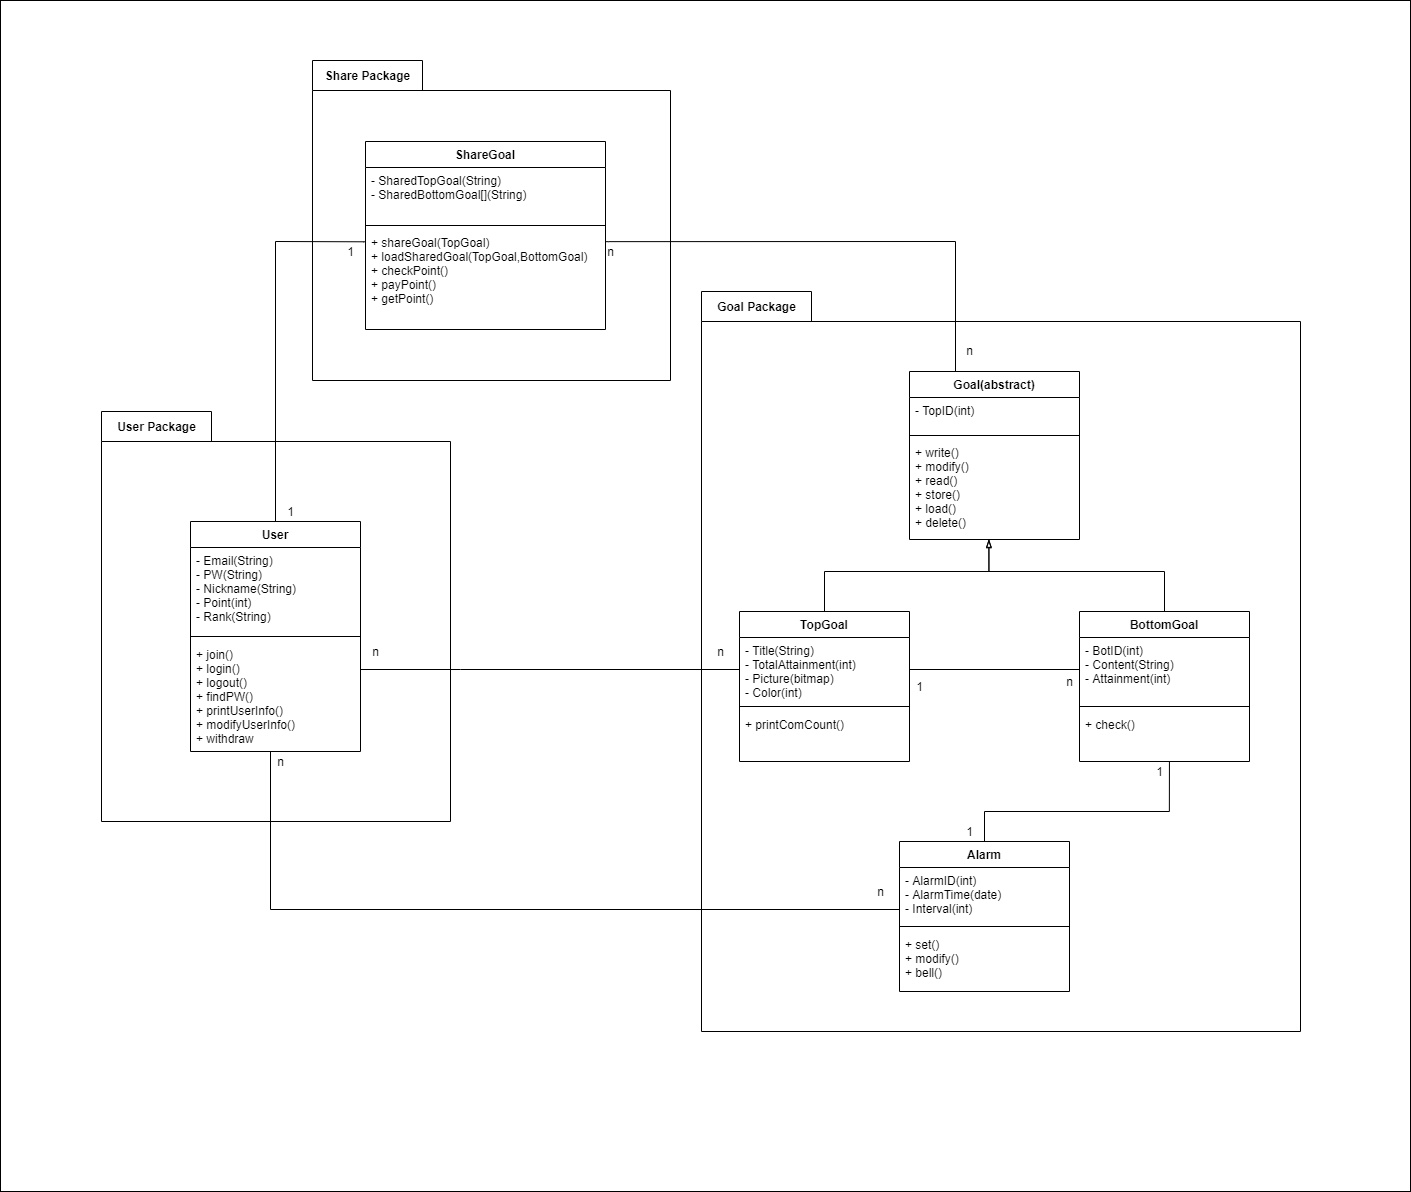 Share Package
ShareGoal
- SharedTopGoal(String)
- SharedBottomGoal[](String)
+ shareGoal(TopGoal)
+ loadSharedGoal(TopGoal,BottomGoal)
+ checkPoint()
+ payPoint()
+ getPoint()
1
n
Goal Package
n
Goal(abstract)
- TopID(int)
+ write()
+ modify()
+ read()
+ store()
+ load()
+ delete()
User Package
1
User
- Email(String)
- PW(String)
- Nickname(String)
- Point(int)
- Rank(String)
+ join()
+ login()
+ logout()
+ findPW()
+ printUserInfo()
+ modifyUserInfo()
+ withdraw
n
n
n
TopGoal
- Title(String)
- TotalAttainment(int)
- Picture(bitmap)
- Color(int)
+ printComCount()
1
n
BottomGoal
- BotID(int)
- Content(String)
- Attainment(int)
+ check()
1
1
n
Alarm
- AlarmID(int)
- AlarmTime(date)
- Interval(int)
+ set()
+ modify()
+ bell()